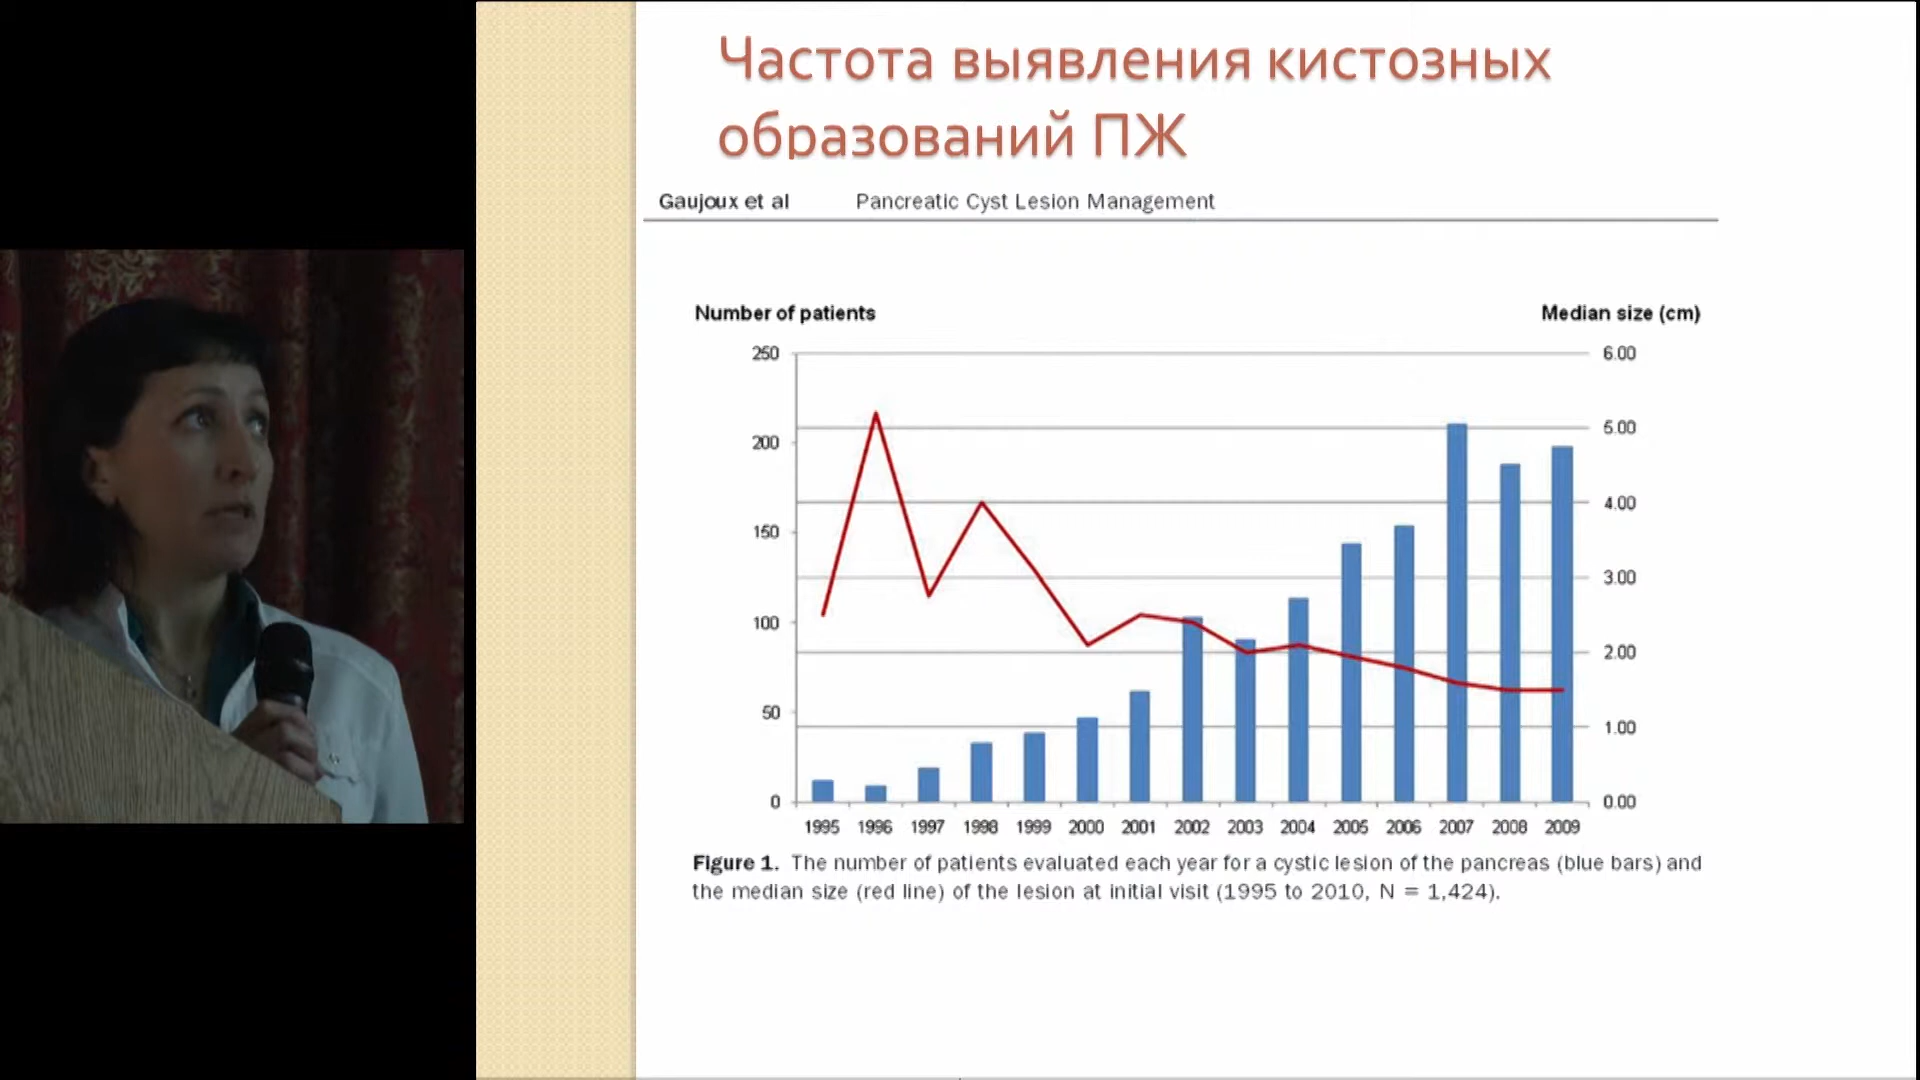 Частота выявления кистозных
образований ПЖ
Gaujoux et al Pancreatic Cyst Lesion Management
Number of patients Median size (cm)
250 6.00
5.00
200
4.00
150
3.00
100
2.00
50
1.00
0 0.00
1995 1996 1997 1998 1999 2000 2001 2002 2003 2004 2005 2006 2007 2008 2009
Figure 1. The number of patients evaluated each year for a cystic lesion of the pancreas (blue bars) and
the median size (red line) of the lesion at initial visit (1995 to 2010, N = 1,424).